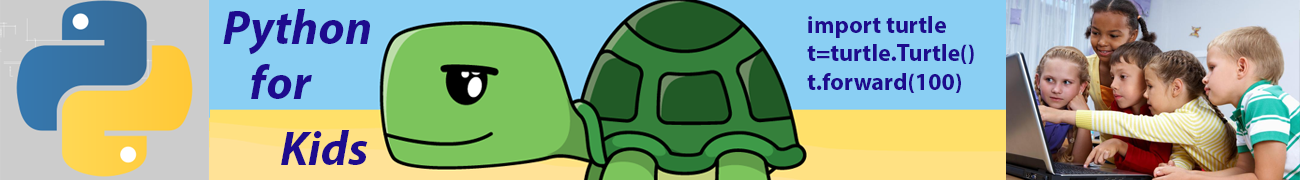 Python
for
Kids
import turtle
t=turtle.Turtle()
t.forward(100)